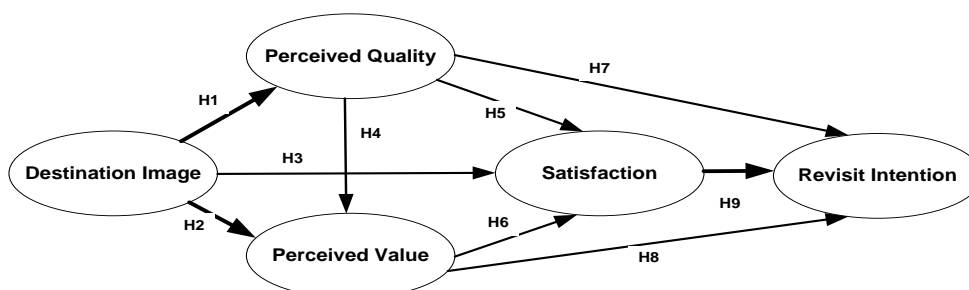 Perceived Quality
H7
H1
H5
H4
H3
Destination Image
Satisfaction
Revisit Intention
H9
H2
H6
Perceived Value
H8